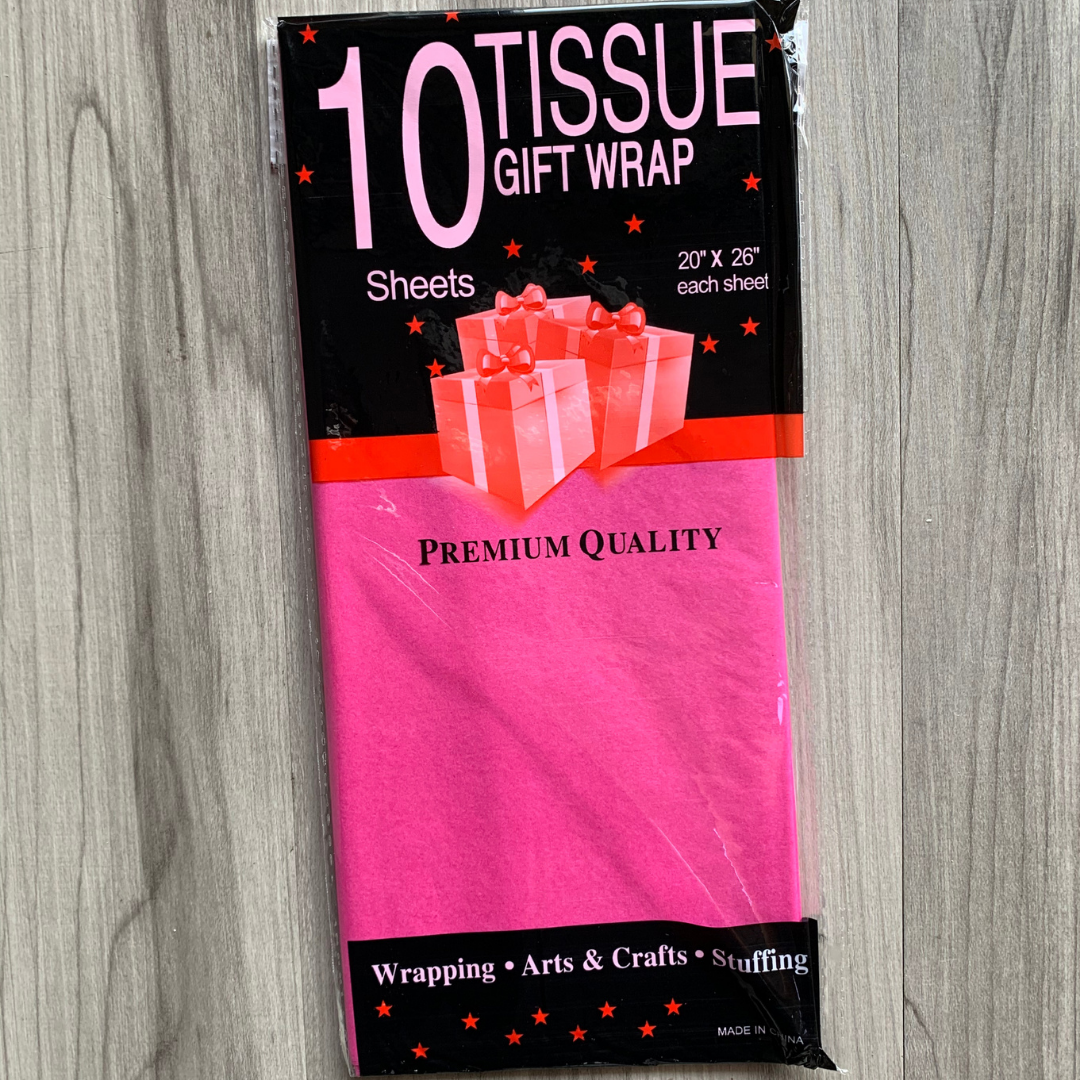 10 TISSUE
GIFT WRAP
Sheets
20" X 26"
each sheet
PREMIUM QUALITY
Wrapping • Arts & Crafts • Stuffing
MADE IN CHINA